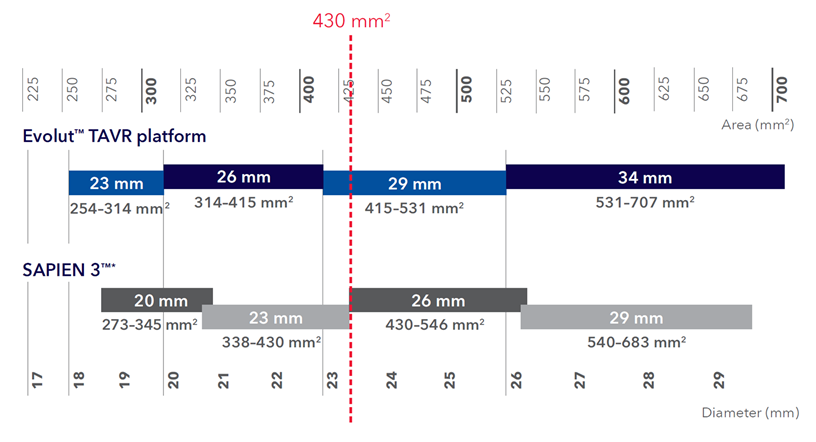 430 mm²
225 250 275 300 325 350 375 400 425 450 475 500 525 550 575 600 625 650 675 700
Area (mm²)
Evolut™ TAVR platform
23 mm 26 mm 29 mm 34 mm
254–314 mm² 314–415 mm² 415–531 mm² 531–707 mm²
SAPIEN 3™*
20 mm 26 mm
23 mm 29 mm
273–345 mm² 430–546 mm²
338–430 mm² 540–683 mm²
17 18 19 20 21 22 23 24 25 26 27 28 29
Diameter (mm)